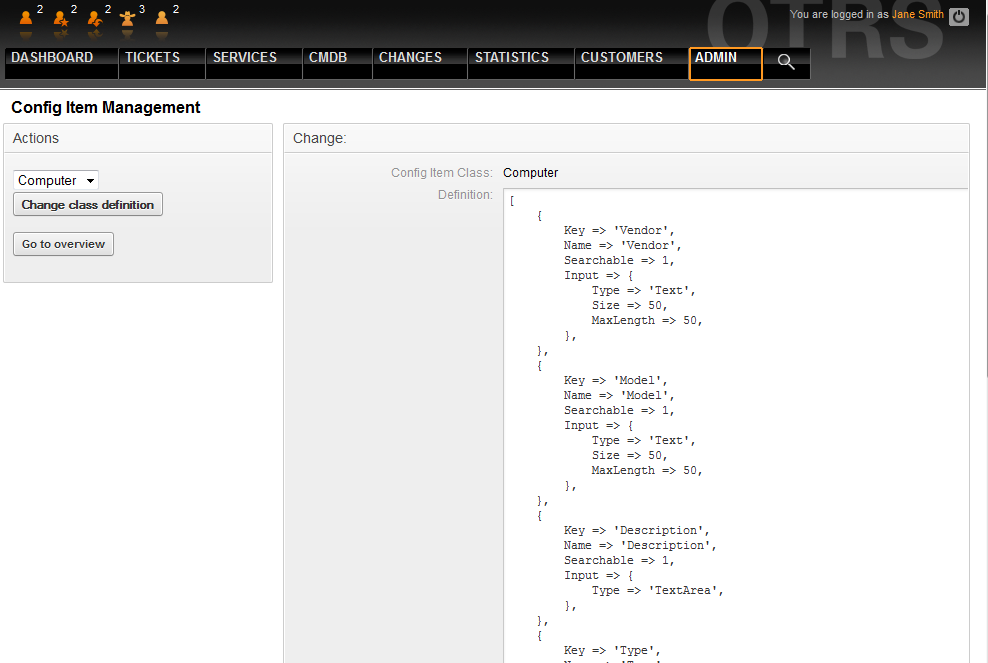 2 2 2 3 2
You are logged in as Jane Smith
OTRS
DASHBOARD TICKETS SERVICES CMDB CHANGES STATISTICS CUSTOMERS ADMIN
Config Item Management
Actions
Computer
Change class definition
Go to overview
Change:
Config Item Class: Computer
Definition:
[
    {
        Key => 'Vendor',
        Name => 'Vendor',
        Searchable => 1,
        Input => {
            Type => 'Text',
            Size => 50,
            MaxLength => 50,
        },
    },
    {
        Key => 'Model',
        Name => 'Model',
        Searchable => 1,
        Input => {
            Type => 'Text',
            Size => 50,
            MaxLength => 50,
        },
    },
    {
        Key => 'Description',
        Name => 'Description',
        Searchable => 1,
        Input => {
            Type => 'TextArea',
        },
    },
    {
        Key => 'Type',